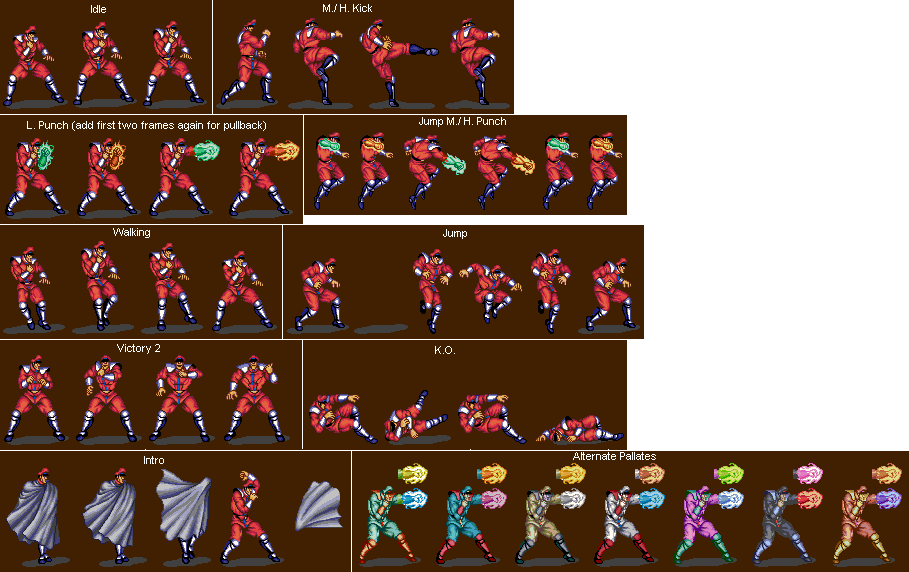 Idle
M./ H. Kick
L. Punch (add first two frames again for pullback)
Jump M./ H. Punch
Walking
Jump
Victory 2
K.O.
Intro
Alternate Pallates